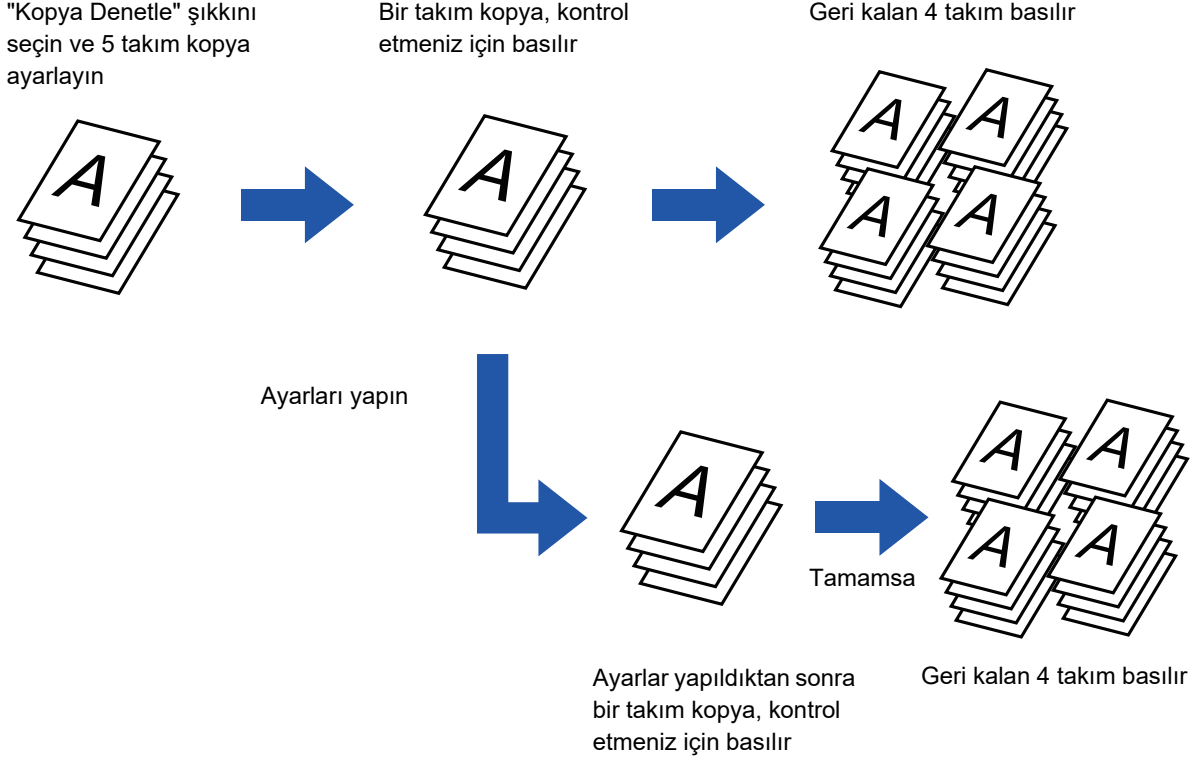 "Kopya Denetle" şıkkını
seçin ve 5 takım kopya
ayarlayın
Bir takım kopya, kontrol
etmeniz için basılır
Geri kalan 4 takım basılır
A
A
A
A
A
A
Ayarları yapın
A
Tamamsa
A
A
A
A
Ayarlar yapıldıktan sonra
bir takım kopya, kontrol
etmeniz için basılır
Geri kalan 4 takım basılır